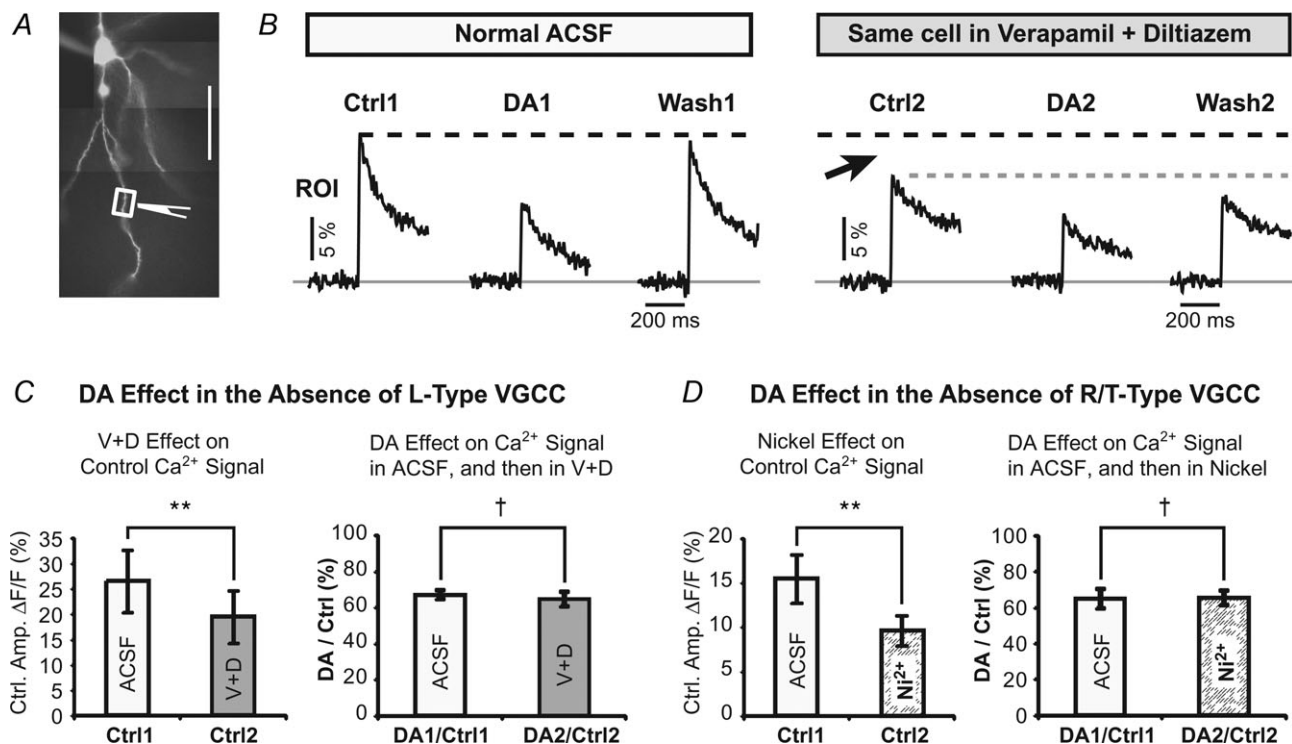 A
B
Normal ACSF
Same cell in Verapamil + Diltiazem
Ctrl1 DA1 Wash1
Ctrl2 DA2 Wash2
ROI
5 %
200 ms
5 %
200 ms
C DA Effect in the Absence of L-Type VGCC
V+D Effect on
Control Ca²⁺ Signal
DA Effect on Ca²⁺ Signal
in ACSF, and then in V+D
**
†
Ctrl. Amp. ΔF/F (%)
35
30
25
20
15
10
5
0
ACSF
V+D
Ctrl1 Ctrl2
DA / Ctrl (%)
100
80
60
40
20
0
ACSF
V+D
DA1/Ctrl1 DA2/Ctrl2
D DA Effect in the Absence of R/T-Type VGCC
Nickel Effect on
Control Ca²⁺ Signal
DA Effect on Ca²⁺ Signal
in ACSF, and then in Nickel
**
†
Ctrl. Amp. ΔF/F (%)
20
15
10
5
0
ACSF
Ni²⁺
Ctrl1 Ctrl2
DA / Ctrl (%)
100
80
60
40
20
0
ACSF
Ni²⁺
DA1/Ctrl1 DA2/Ctrl2